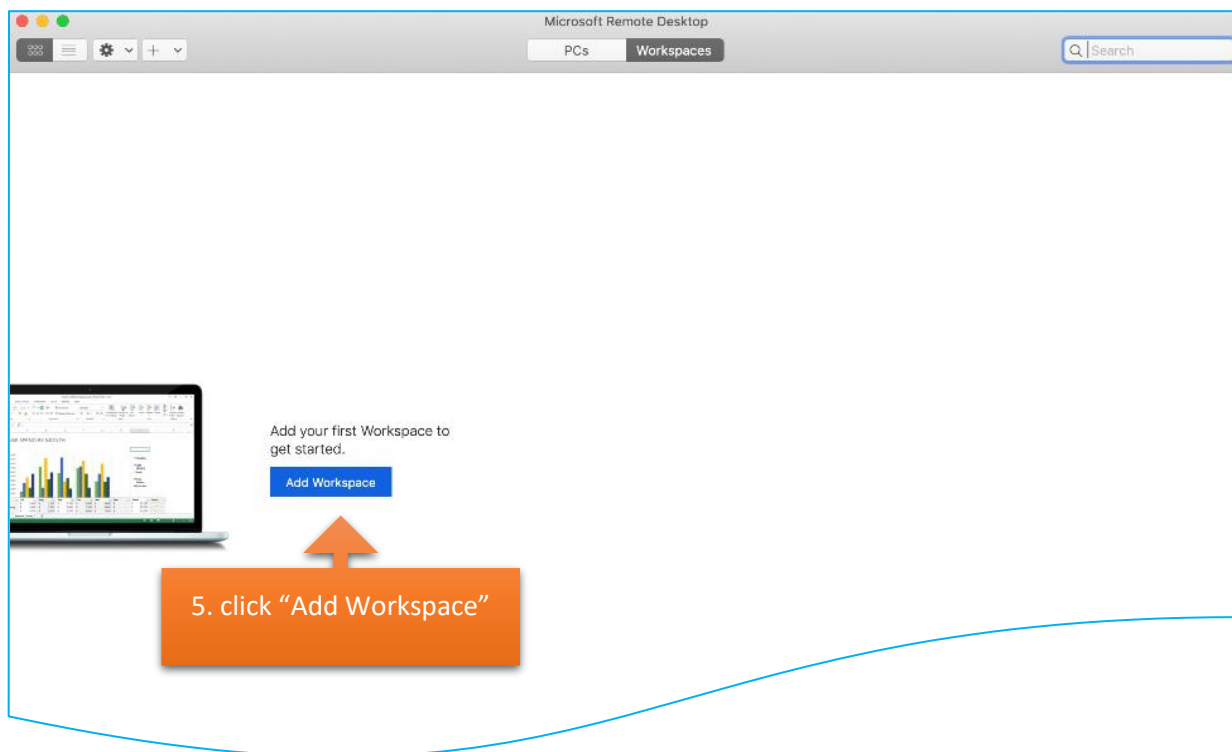 Microsoft Remote Desktop
PCs Workspaces
Search
Add your first Workspace to
get started.
Add Workspace
5. click “Add Workspace”